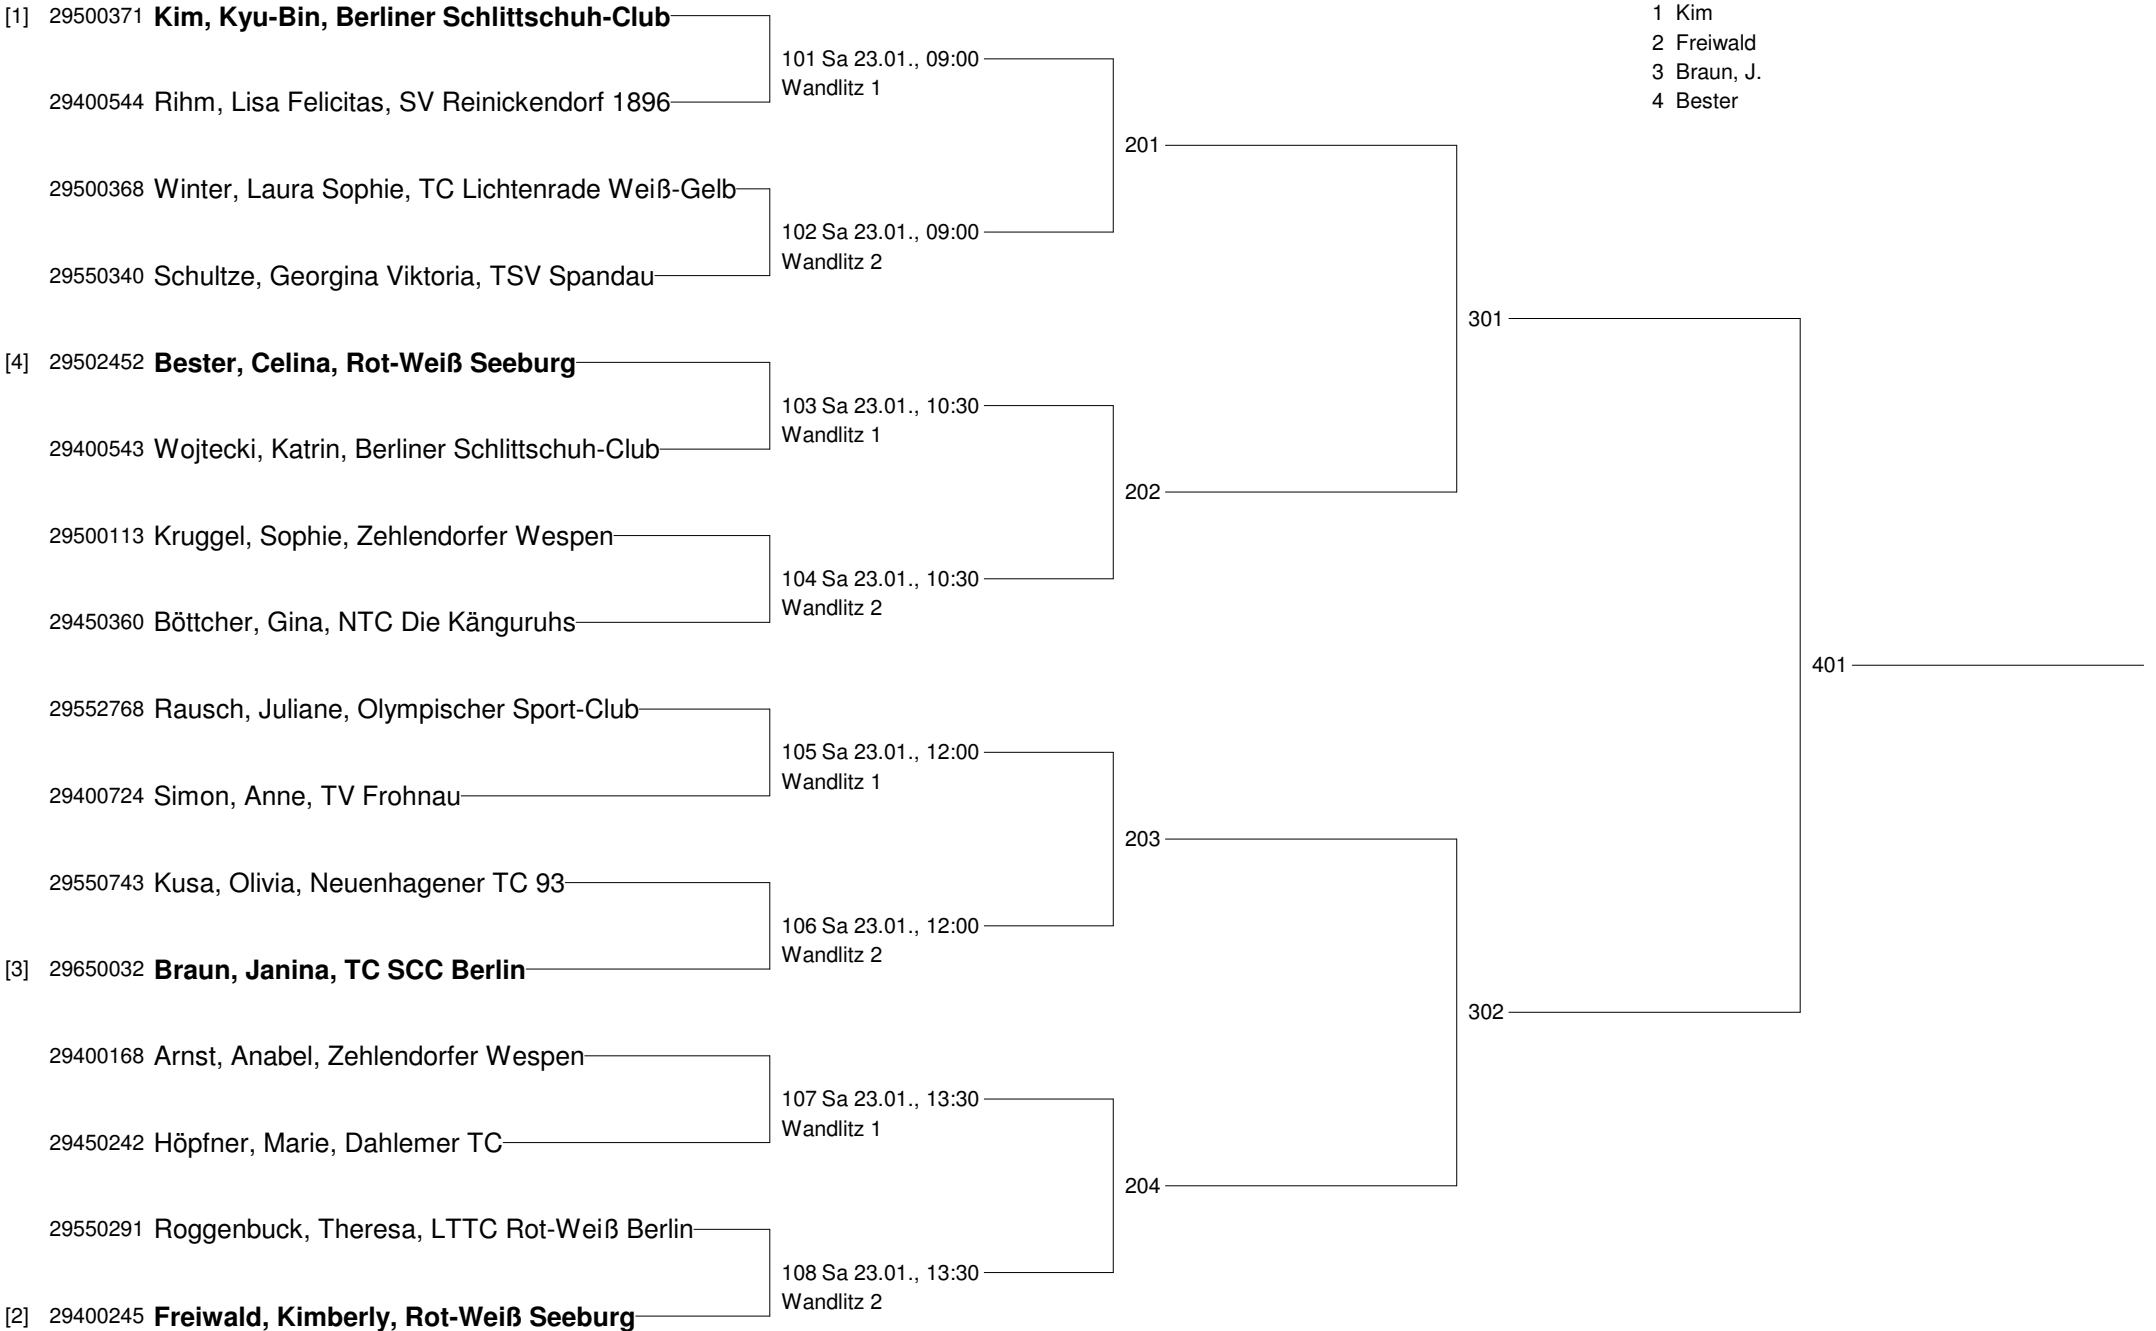 [1] 29500371 Kim, Kyu-Bin, Berliner Schlittschuh-Club
1 Kim
2 Freiwald
3 Braun, J.
4 Bester
101 Sa 23.01., 09:00
Wandlitz 1
29400544 Rihm, Lisa Felicitas, SV Reinickendorf 1896
201
29500368 Winter, Laura Sophie, TC Lichtenrade Weiß-Gelb
102 Sa 23.01., 09:00
Wandlitz 2
29550340 Schultze, Georgina Viktoria, TSV Spandau
301
[4] 29502452 Bester, Celina, Rot-Weiß Seeburg
103 Sa 23.01., 10:30
Wandlitz 1
29400543 Wojtecki, Katrin, Berliner Schlittschuh-Club
202
29500113 Kruggel, Sophie, Zehlendorfer Wespen
104 Sa 23.01., 10:30
Wandlitz 2
29450360 Böttcher, Gina, NTC Die Känguruhs
401
29552768 Rausch, Juliane, Olympischer Sport-Club
105 Sa 23.01., 12:00
Wandlitz 1
29400724 Simon, Anne, TV Frohnau
203
29550743 Kusa, Olivia, Neuenhagener TC 93
106 Sa 23.01., 12:00
Wandlitz 2
[3] 29650032 Braun, Janina, TC SCC Berlin
302
29400168 Arnst, Anabel, Zehlendorfer Wespen
107 Sa 23.01., 13:30
Wandlitz 1
29450242 Höpfner, Marie, Dahlemer TC
204
29550291 Roggenbuck, Theresa, LTTC Rot-Weiß Berlin
108 Sa 23.01., 13:30
Wandlitz 2
[2] 29400245 Freiwald, Kimberly, Rot-Weiß Seeburg